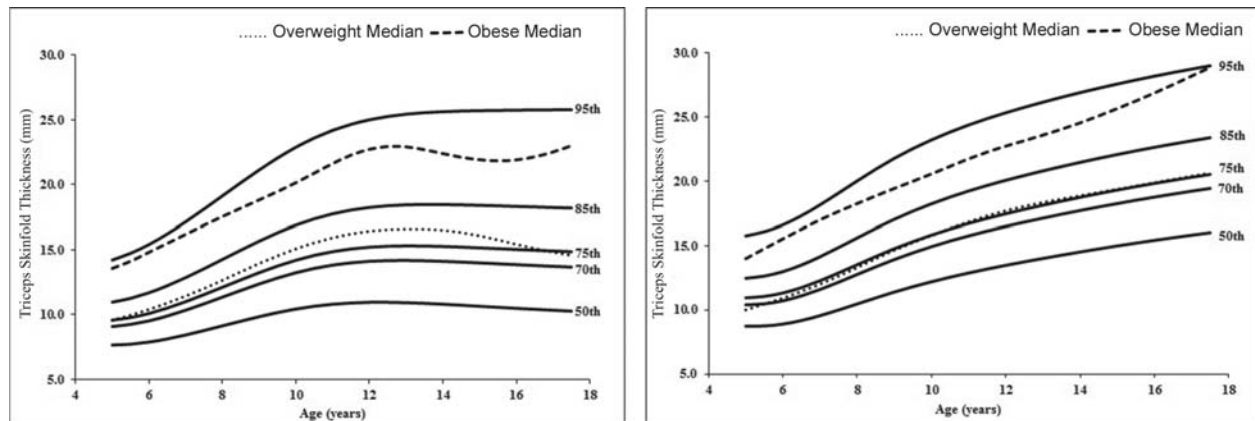 ...... Overweight Median --- Obese Median
30.0
25.0
20.0
15.0
10.0
5.0
Triceps Skinfold Thickness (mm)
95th
85th
75th
70th
50th
4 6 8 10 12 14 16 18
Age (years)
...... Overweight Median --- Obese Median
30.0
25.0
20.0
15.0
10.0
5.0
Triceps Skinfold Thickness (mm)
95th
85th
75th
70th
50th
4 6 8 10 12 14 16 18
Age (years)